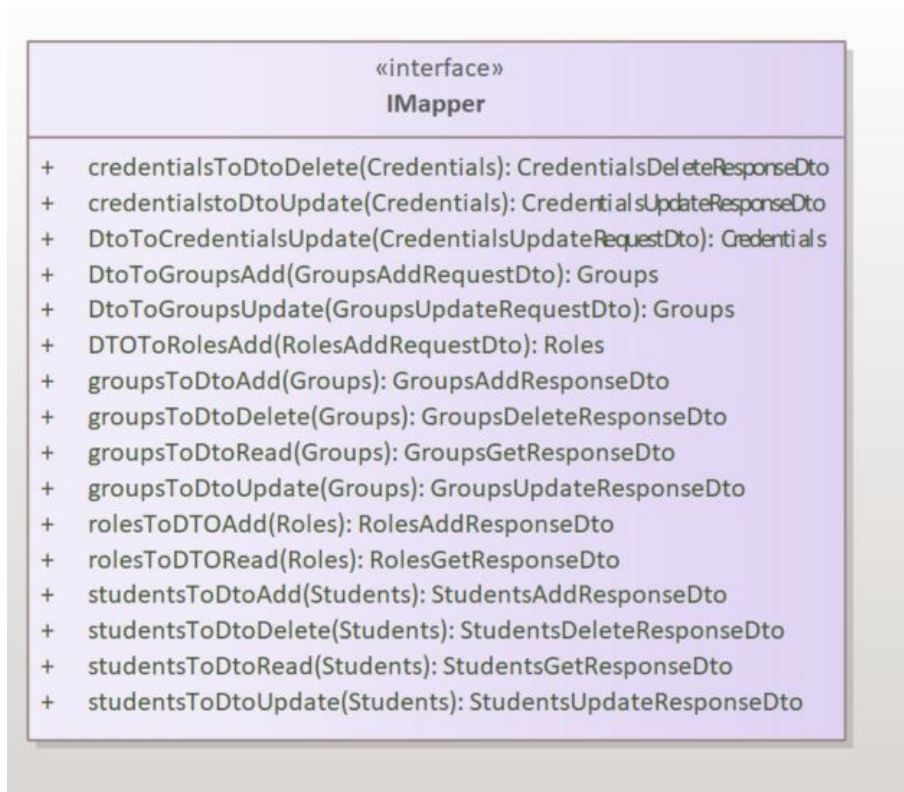 «interface»
IMapper
+ credentialsToDtoDelete(Credentials): CredentialsDeleteResponseDto
+ credentialstoDtoUpdate(Credentials): CredentialsUpdateResponseDto
+ DtoToCredentialsUpdate(CredentialsUpdateRequestDto): Credentials
+ DtoToGroupsAdd(GroupsAddRequestDto): Groups
+ DtoToGroupsUpdate(GroupsUpdateRequestDto): Groups
+ DTOToRolesAdd(RolesAddRequestDto): Roles
+ groupsToDtoAdd(Groups): GroupsAddResponseDto
+ groupsToDtoDelete(Groups): GroupsDeleteResponseDto
+ groupsToDtoRead(Groups): GroupsGetResponseDto
+ groupsToDtoUpdate(Groups): GroupsUpdateResponseDto
+ rolesToDTOAdd(Roles): RolesAddResponseDto
+ rolesToDTORead(Roles): RolesGetResponseDto
+ studentsToDtoAdd(Students): StudentsAddResponseDto
+ studentsToDtoDelete(Students): StudentsDeleteResponseDto
+ studentsToDtoRead(Students): StudentsGetResponseDto
+ studentsToDtoUpdate(Students): StudentsUpdateResponseDto